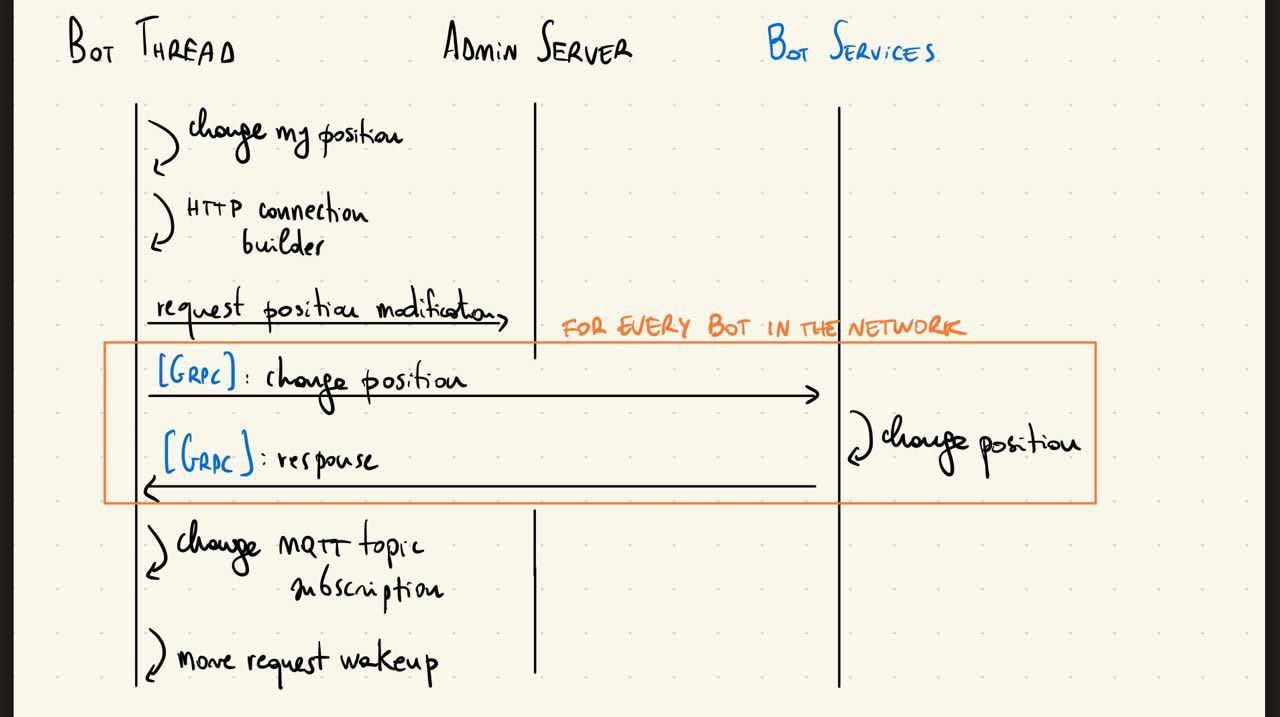 BOT THREAD
ADMIN SERVER
BOT SERVICES
change my position
HTTP connection
builder
request position modification
FOR EVERY BOT IN THE NETWORK
[GRPC]: change position
change position
[GRPC]: response
change MQTT topic
subscription
move request wakeup